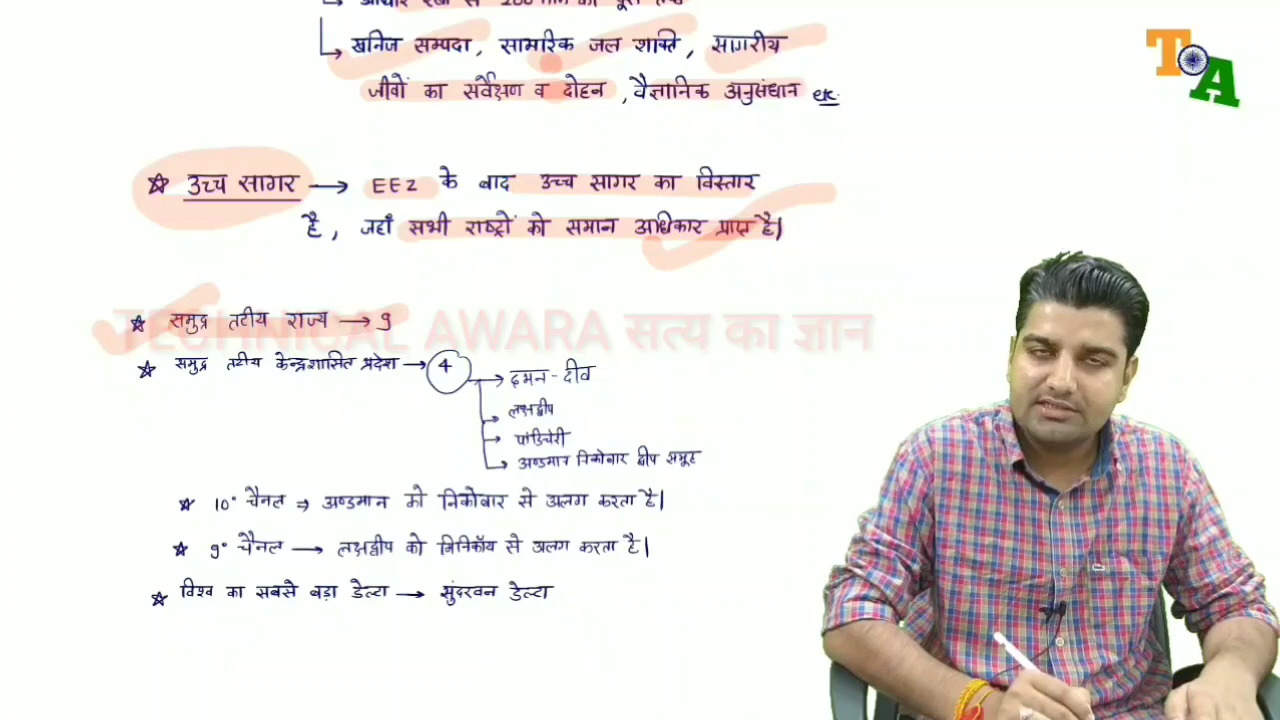 खनिज सम्पदा, सामरिक जल शक्ति, सागरीय
जीवों का सर्वेक्षण व दोहन, वैज्ञानिक अनुसंधान etc.
TOA
☆ उच्च सागर → EEZ के बाद उच्च सागर का विस्तार
है, जहाँ सभी राष्ट्रों को समान अधिकार प्राप्त है।
☆ समुद्र तटीय राज्य → 9
TECHNICAL AWARA सत्य का ज्ञान
☆ समुद्र तटीय केन्द्रशासित प्रदेश → 4
→ दमन-दीव
→ लक्षद्वीप
→ पांडिचेरी
→ अण्डमान निकोबार द्वीप समूह
☆ 10° चैनल ⇒ अण्डमान को निकोबार से अलग करता है।
☆ 9° चैनल → लक्षद्वीप को मिनिकॉय से अलग करता है।
☆ विश्व का सबसे बड़ा डेल्टा → सुंदरवन डेल्टा